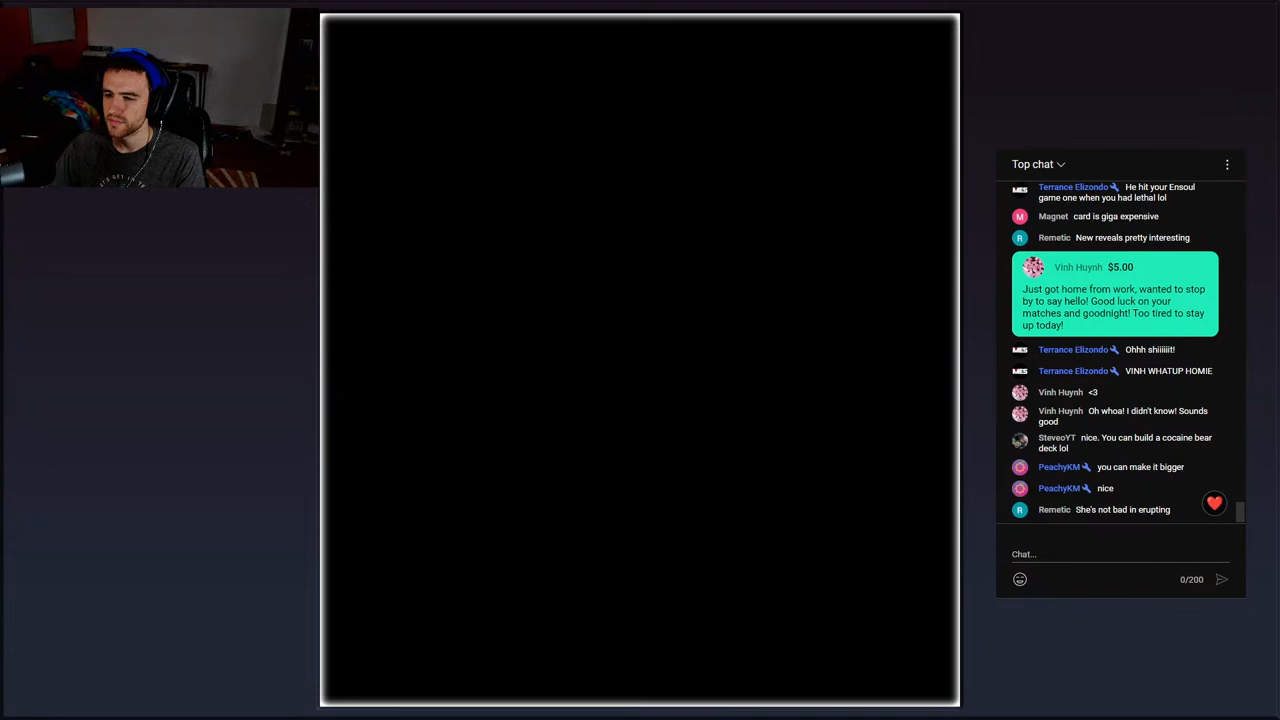 LET'S GET
Top chat
Terrance Elizondo He hit your Ensoul
game one when you had lethal lol
M Magnet card is giga expensive
R Remetic New reveals pretty interesting
Vinh Huynh $5.00
Just got home from work, wanted to stop
by to say hello! Good luck on your
matches and goodnight! Too tired to stay
up today!
Terrance Elizondo Ohhh shiiiiiit!
Terrance Elizondo VINH WHATUP HOMIE
Vinh Huynh <3
Vinh Huynh Oh whoa! I didn't know! Sounds
good
SteveoYT nice. You can build a cocaine bear
deck lol
PeachyKM you can make it bigger
PeachyKM nice
R Remetic She's not bad in erupting
Chat...
0/200